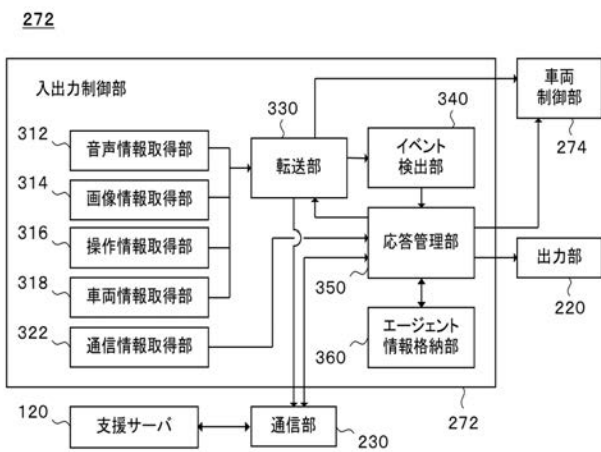 272
入出力制御部
車両
制御部
274
330
340
312
音声情報取得部
転送部
イベント
検出部
314
画像情報取得部
316
操作情報取得部
応答管理部
350
出力部
220
318
車両情報取得部
322
通信情報取得部
エージェント
情報格納部
360
272
120
支援サーバ
通信部
230